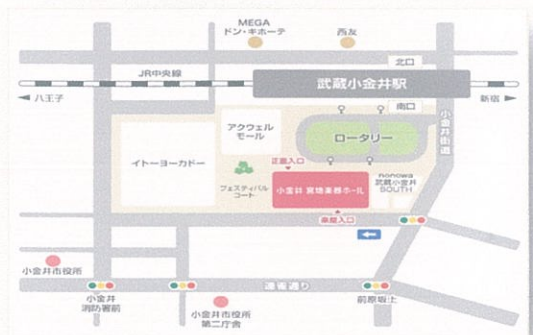 MEGA
ドン・キホーテ
西友
北口
JR中央線
武蔵小金井駅
八王子
新宿
南口
小金井街道
アクウェル
モール
ロータリー
イトーヨーカドー
正面入口
フェスティバル
コート
小金井 宮地楽器ホール
nonowa
武蔵小金井
SOUTH
楽屋入口
小金井市役所
連雀通り
小金井
消防署前
前原坂上
小金井市役所
第二庁舎